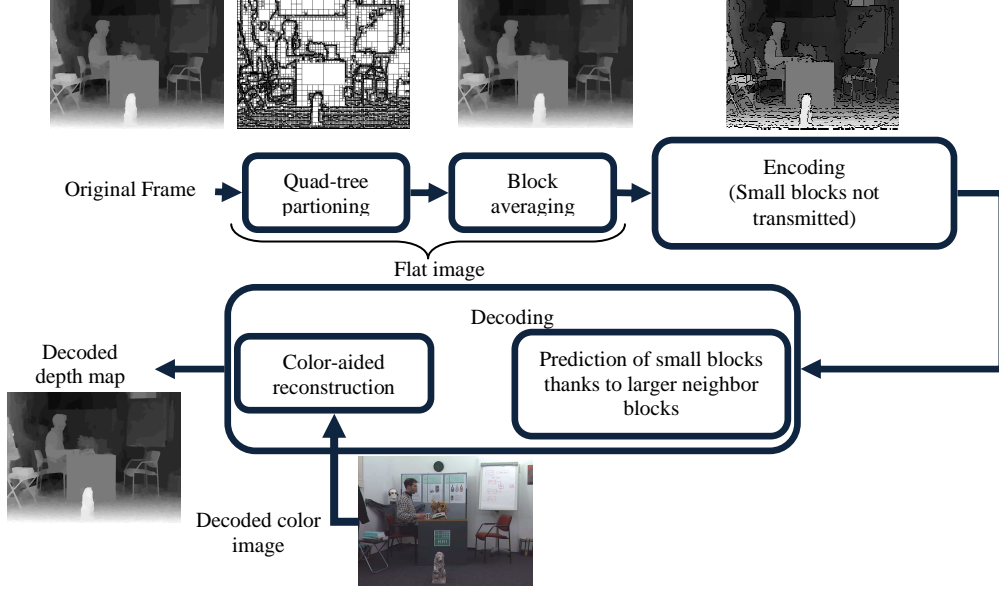 Original Frame
Quad-tree
partioning
Block
averaging
Encoding
(Small blocks not
transmitted)
Flat image
Decoding
Decoded
depth map
Color-aided
reconstruction
Prediction of small blocks
thanks to larger neighbor
blocks
Decoded color
image